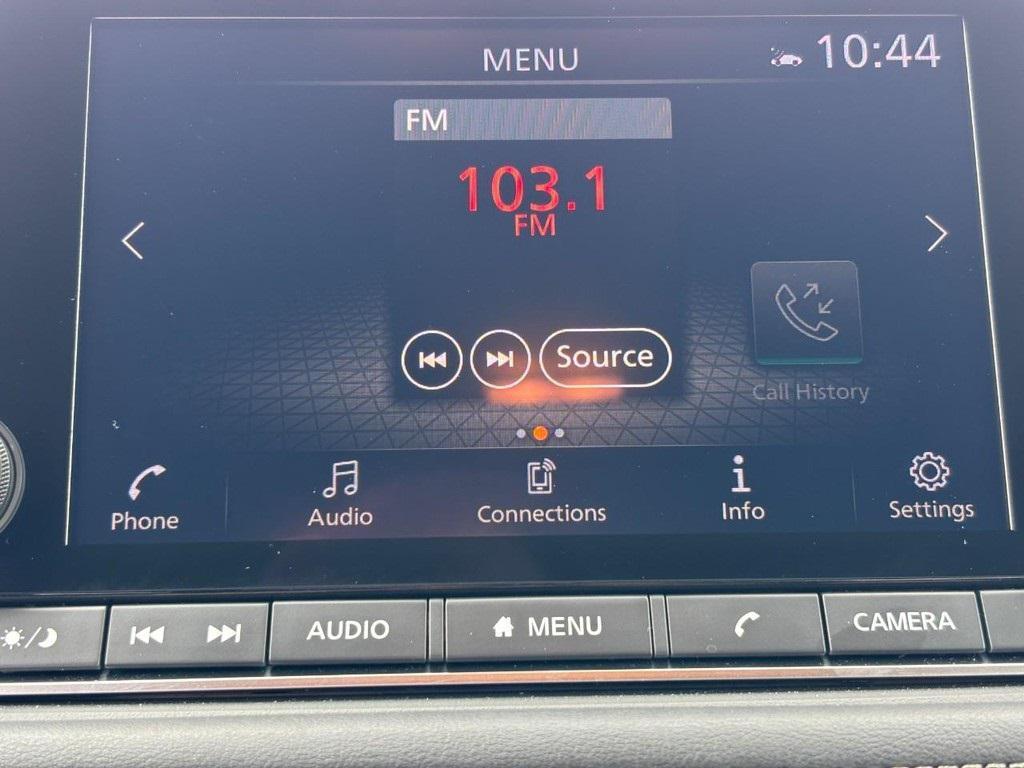 MENU
10:44
FM
103.1
FM
Source
Call History
Phone
Audio
Connections
Info
Settings
AUDIO
MENU
CAMERA